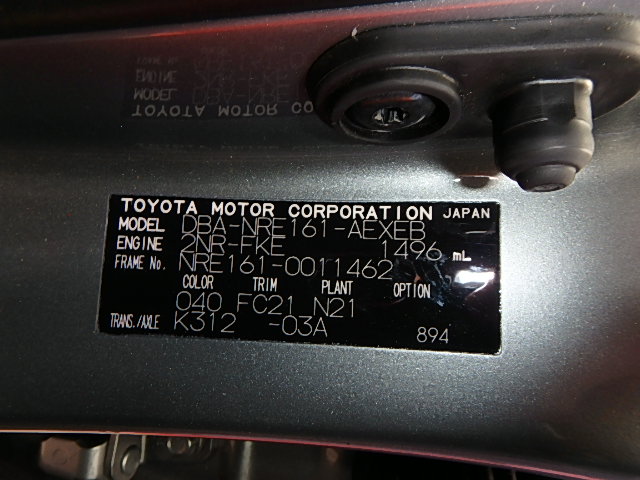 TOYOTA MOTOR CORPORATION JAPAN
MODEL DBA-NRE161-AEXEB
ENGINE 2NR-FKE 1496 mL
FRAME No. NRE161-0011462
COLOR TRIM PLANT OPTION
040 FC21 N21
TRANS./AXLE K312 -03A 894